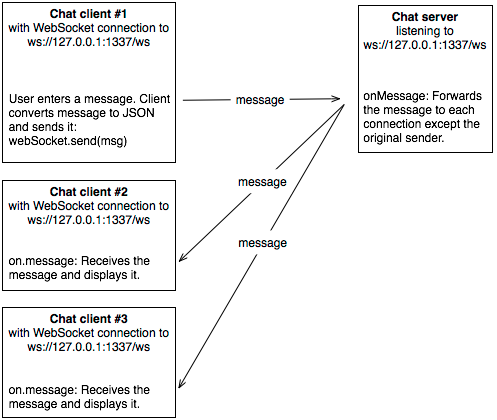 Chat client #1
with WebSocket connection to
ws://127.0.0.1:1337/ws
User enters a message. Client
converts message to JSON
and sends it:
webSocket.send(msg)
message
Chat server
listening to
ws://127.0.0.1:1337/ws
onMessage: Forwards
the message to each
connection except the
original sender.
Chat client #2
with WebSocket connection to
ws://127.0.0.1:1337/ws
on.message: Receives the
message and displays it.
message
message
Chat client #3
with WebSocket connection to
ws://127.0.0.1:1337/ws
on.message: Receives the
message and displays it.